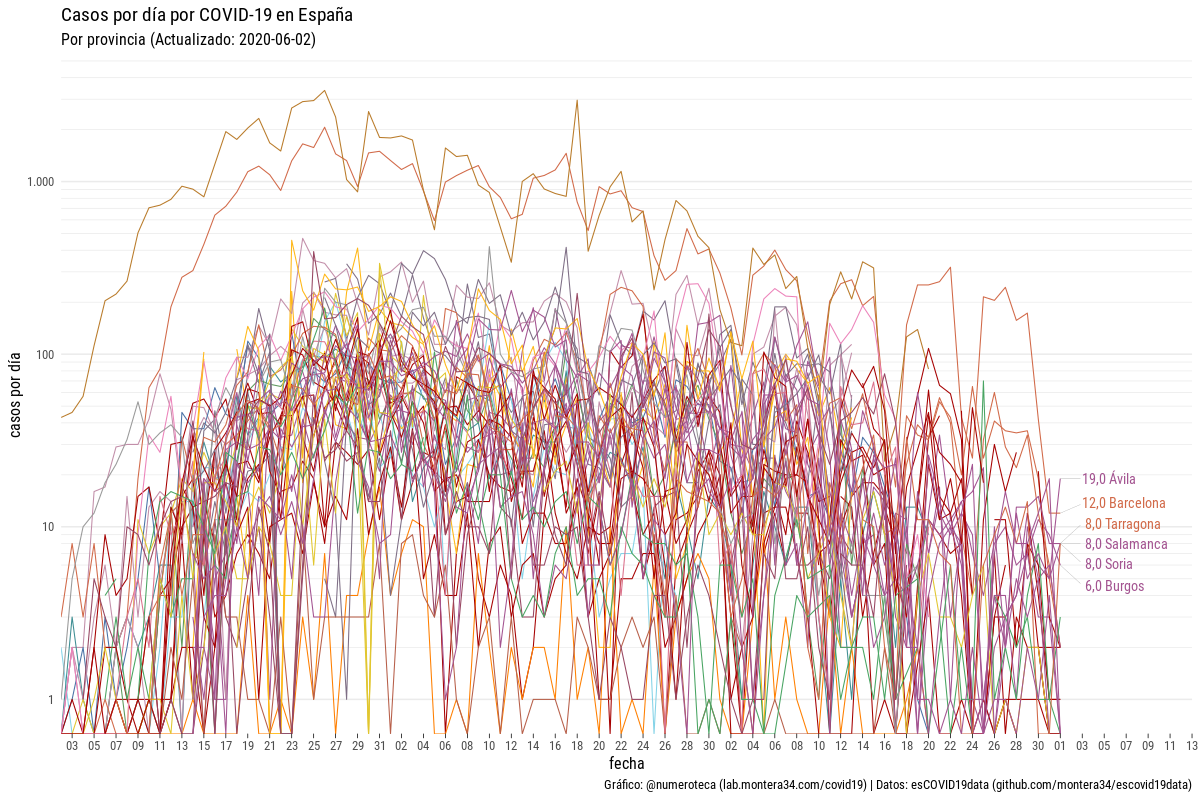 Casos por día por COVID-19 en España
Por provincia (Actualizado: 2020-06-02)
casos por día
1.000
100
10
1
19,0 Ávila
12,0 Barcelona
8,0 Tarragona
8,0 Salamanca
8,0 Soria
6,0 Burgos
03 05 07 09 11 13 15 17 19 21 23 25 27 29 31 02 04 06 08 10 12 14 16 18 20 22 24 26 28 30 02 04 06 08 10 12 14 16 18 20 22 24 26 28 30 01 03 05 07 09 11 13
fecha
Gráfico: @numeroteca (lab.montera34.com/covid19) | Datos: esCOVID19data (github.com/montera34/escovid19data)